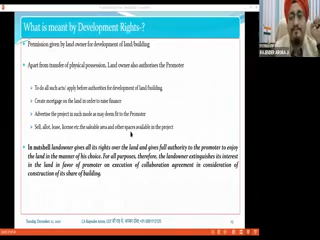 What is meant by Development Rights-?
Permission given by land owner for development of land/building
Apart from transfer of physical possession, Land owner also authorises the Promoter
To do all such acts/ apply before authorities for development of land/building
Create mortgage on the land in order to raise finance
Advertise the project in such mode as may deem fit to the Promoter
Sell, allot, lease, license etc.the saleable area and other spaces available in the project
In nutshell landowner gives all its rights over the land and gives full authority to the promoter to enjoy
the land in the manner of his choice. For all purposes, therefore, the landowner extinguishes its interest
in the land in favor of promoter on execution of collaboration agreement in consideration of
construction of its share of building.